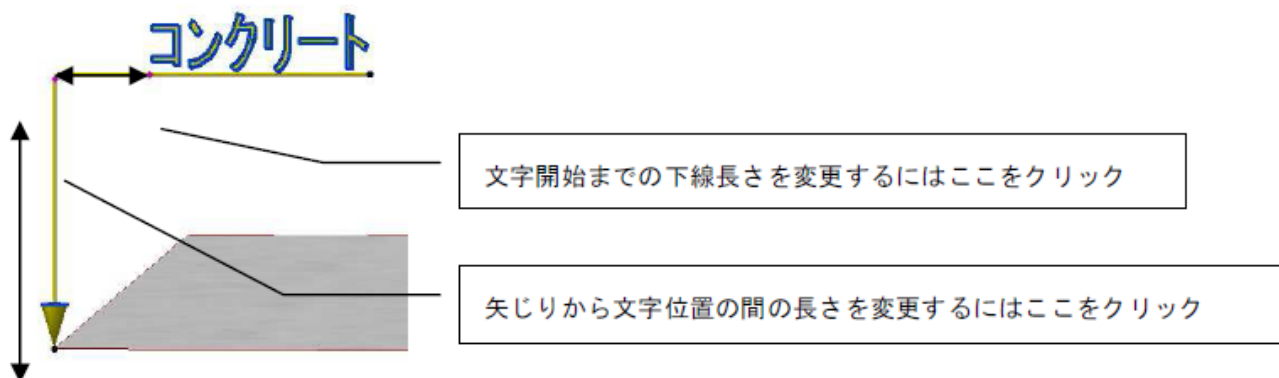 コンクリート
文字開始までの下線長さを変更するにはここをクリック
矢じりから文字位置の間の長さを変更するにはここをクリック